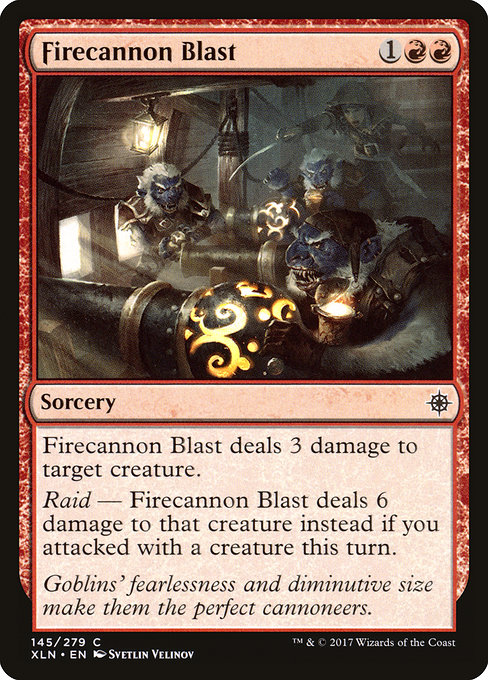 Firecannon Blast 1
Sorcery
Firecannon Blast deals 3 damage to
target creature.
Raid — Firecannon Blast deals 6
damage to that creature instead if you
attacked with a creature this turn.
Goblins' fearlessness and diminutive size
make them the perfect cannoneers.
145/279 C
XLN • EN Svetlin Velinov
™ & © 2017 Wizards of the Coast